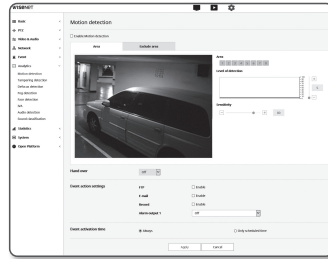 WISENET
Basic
PTZ
Video & Audio
Network
Event
Analytics
Motion detection
Tampering detection
Defocus detection
Fog detection
Face detection
IVA
Audio detection
Sound classification
Statistics
System
Open Platform
Motion detection
Enable Motion detection
Area
Exclude area
Area
Level of detection
Sensitivity
Hand over
Off
Event action settings
FTP
Enable
E-mail
Enable
Record
Enable
Alarm output 1
Off
Event activation time
Always
Only scheduled time
Apply
Cancel